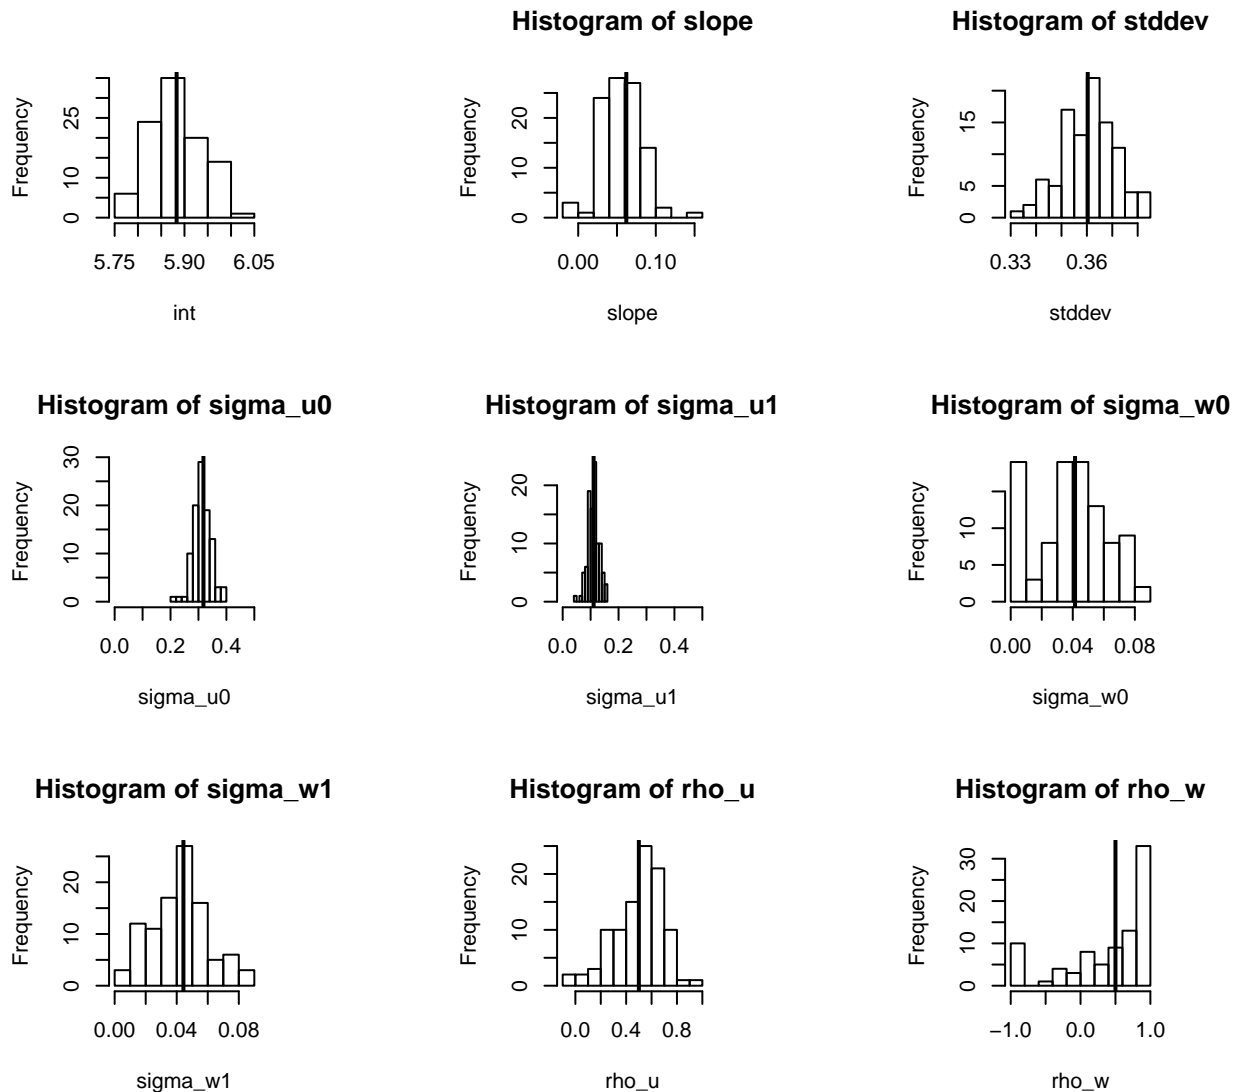 Histogram of slope
Histogram of stddev
Frequency
0
10
25
5.75
5.90
6.05
int
Frequency
0
10
20
0.00
0.10
slope
Frequency
0
5
15
0.33
0.36
stddev
Histogram of sigma_u0
Histogram of sigma_u1
Histogram of sigma_w0
Frequency
0
10
20
30
0.0
0.2
0.4
sigma_u0
Frequency
0
10
20
0.0
0.2
0.4
sigma_u1
Frequency
0
5
10
0.00
0.04
0.08
sigma_w0
Histogram of sigma_w1
Histogram of rho_u
Histogram of rho_w
Frequency
0
10
20
0.00
0.04
0.08
sigma_w1
Frequency
0
10
20
0.0
0.4
0.8
rho_u
Frequency
0
10
20
30
−1.0
0.0
1.0
rho_w